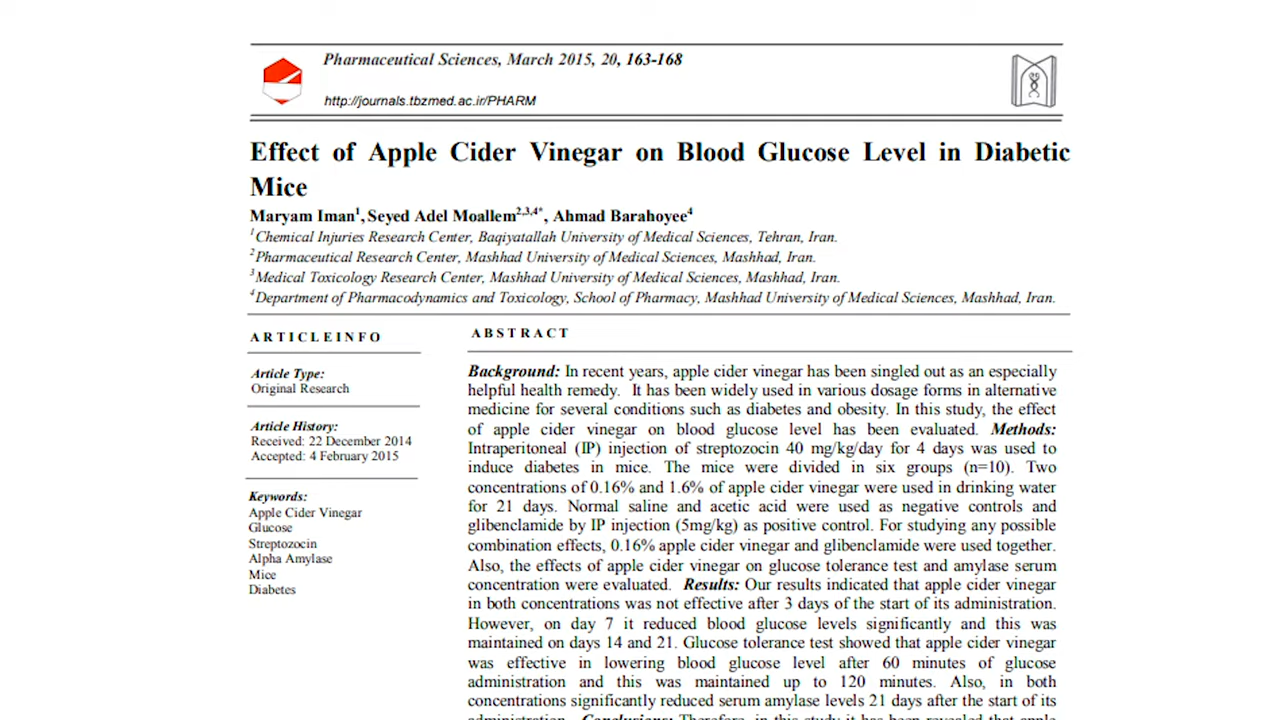 Pharmaceutical Sciences, March 2015, 20, 163-168
http://journals.tbzmed.ac.ir/PHARM
Effect of Apple Cider Vinegar on Blood Glucose Level in Diabetic
Mice
Maryam Iman1, Seyed Adel Moallem2,3,4*, Ahmad Barahoyee4
1Chemical Injuries Research Center, Baqiyatallah University of Medical Sciences, Tehran, Iran.
2Pharmaceutical Research Center, Mashhad University of Medical Sciences, Mashhad, Iran.
3Medical Toxicology Research Center, Mashhad University of Medical Sciences, Mashhad, Iran.
4Department of Pharmacodynamics and Toxicology, School of Pharmacy, Mashhad University of Medical Sciences, Mashhad, Iran.
ARTICLEINFO
Article Type:
Original Research
Article History:
Received: 22 December 2014
Accepted: 4 February 2015
Keywords:
Apple Cider Vinegar
Glucose
Streptozocin
Alpha Amylase
Mice
Diabetes
ABSTRACT
Background: In recent years, apple cider vinegar has been singled out as an especially
helpful health remedy. It has been widely used in various dosage forms in alternative
medicine for several conditions such as diabetes and obesity. In this study, the effect
of apple cider vinegar on blood glucose level has been evaluated. Methods:
Intraperitoneal (IP) injection of streptozocin 40 mg/kg/day for 4 days was used to
induce diabetes in mice. The mice were divided in six groups (n=10). Two
concentrations of 0.16% and 1.6% of apple cider vinegar were used in drinking water
for 21 days. Normal saline and acetic acid were used as negative controls and
glibenclamide by IP injection (5mg/kg) as positive control. For studying any possible
combination effects, 0.16% apple cider vinegar and glibenclamide were used together.
Also, the effects of apple cider vinegar on glucose tolerance test and amylase serum
concentration were evaluated. Results: Our results indicated that apple cider vinegar
in both concentrations was not effective after 3 days of the start of its administration.
However, on day 7 it reduced blood glucose levels significantly and this was
maintained on days 14 and 21. Glucose tolerance test showed that apple cider vinegar
was effective in lowering blood glucose level after 60 minutes of glucose
administration and this was maintained up to 120 minutes. Also, in both
concentrations significantly reduced serum amylase levels 21 days after the start of its
administration. Conclusions: Therefore, in this study it has been revealed that apple